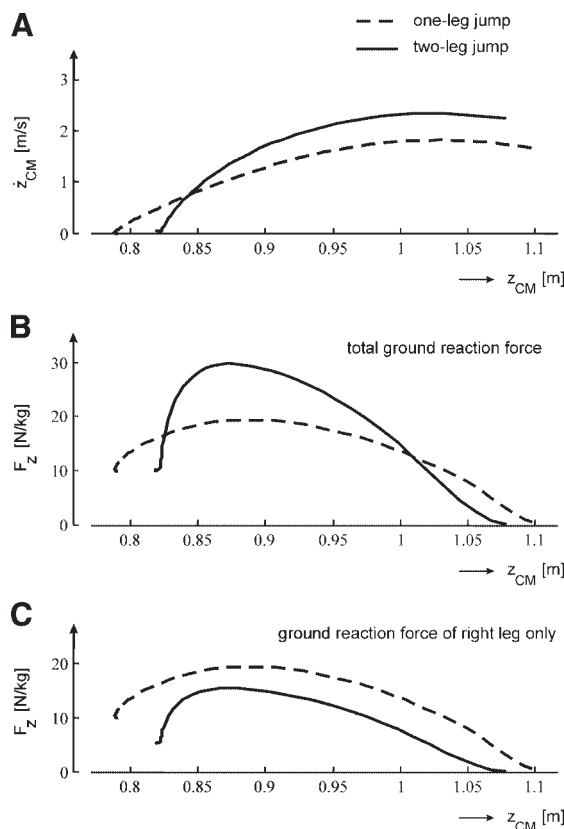 A
one-leg jump
two-leg jump
3
2
1
0
ż_CM [m/s]
0.8 0.85 0.9 0.95 1 1.05 1.1
z_CM [m]
B
total ground reaction force
30
20
10
0
F_z [N/kg]
0.8 0.85 0.9 0.95 1 1.05 1.1
z_CM [m]
C
ground reaction force of right leg only
20
10
0
F_z [N/kg]
0.8 0.85 0.9 0.95 1 1.05 1.1
z_CM [m]